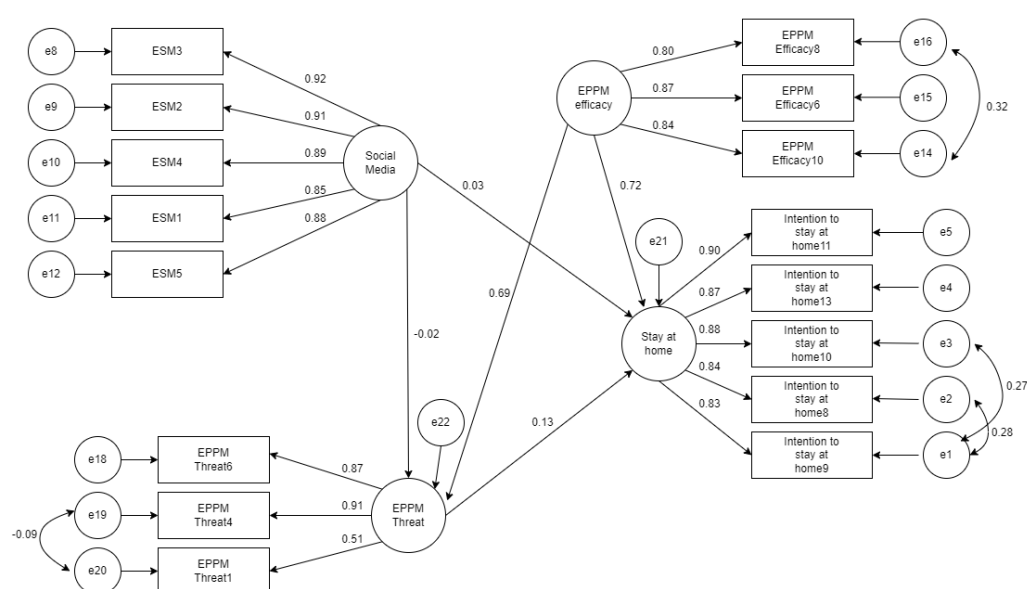 e8
ESM3
0.92
e9
ESM2
0.91
e10
ESM4
0.89
e11
ESM1
0.85
e12
ESM5
0.88
Social
Media
0.03
-0.02
EPPM
efficacy
0.80
EPPM
Efficacy8
e16
0.87
EPPM
Efficacy6
e15
0.84
EPPM
Efficacy10
e14
0.32
0.72
0.69
e21
Stay at
home
0.90
Intention to
stay at
home11
e5
0.87
Intention to
stay at
home13
e4
0.88
Intention to
stay at
home10
e3
0.84
Intention to
stay at
home8
e2
0.83
Intention to
stay at
home9
e1
0.27
0.28
0.13
e22
EPPM
Threat
e18
EPPM
Threat6
0.87
e19
EPPM
Threat4
0.91
e20
EPPM
Threat1
0.51
-0.09